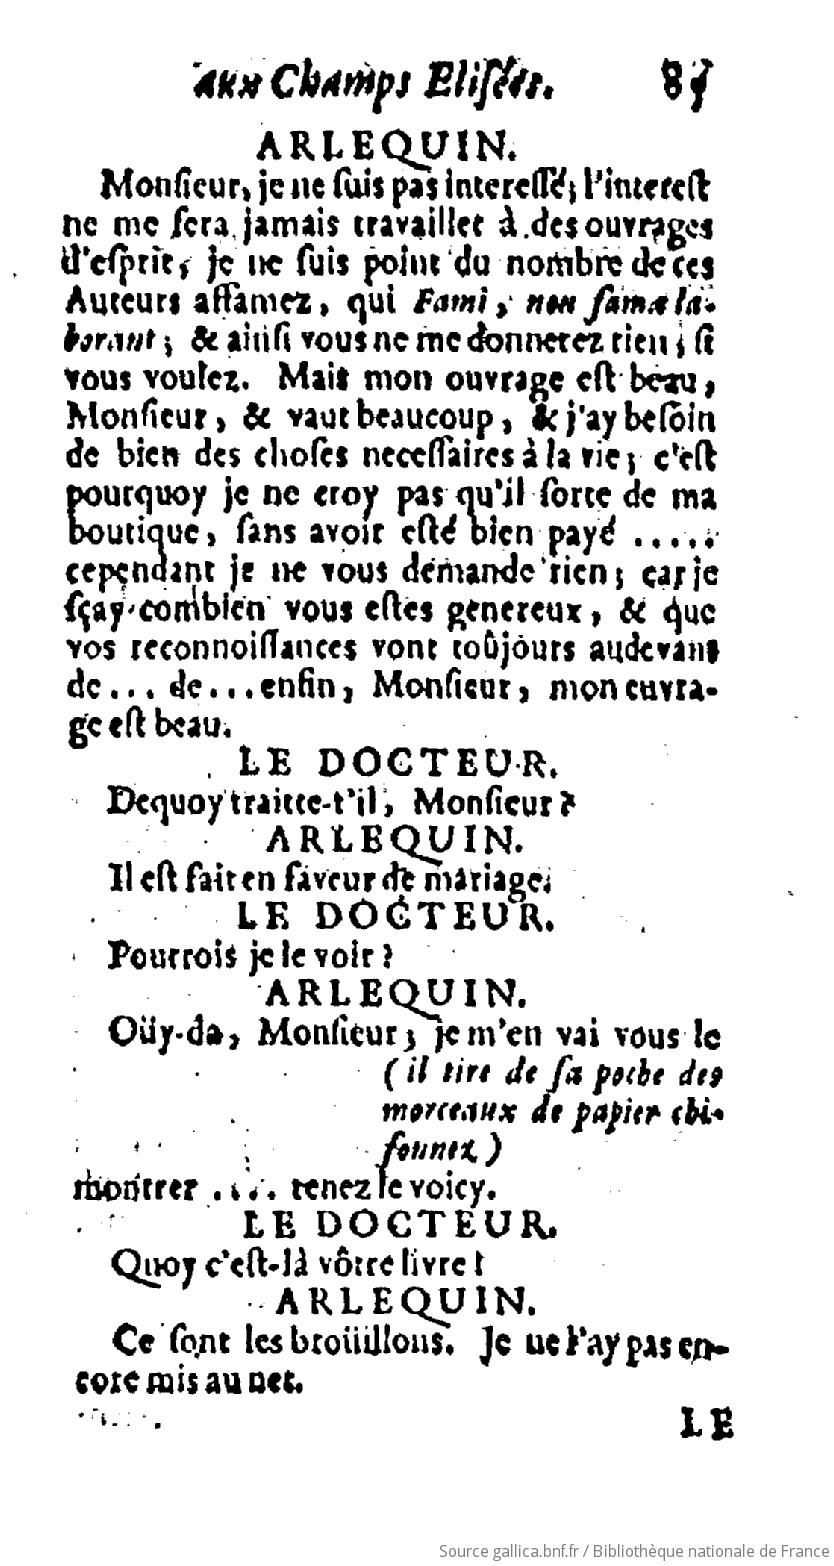 aux Champs Elisées.
ARLEQUIN.
Monsieur, je ne suis pas interessé; l'interest
ne me sera jamais travailler à des ouvrages
d'esprit; je ne suis point du nombre de ces
Auteurs affamez, qui Fami, non famæ la-
borant; & ainsi vous ne me donnerez rien; si
vous voulez. Mais mon ouvrage est beau,
Monsieur, & vaut beaucoup, & j'ay besoin
de bien des choses necessaires à la vie; c'est
pourquoy je ne croy pas qu'il sorte de ma
boutique, sans avoir esté bien payé .....
cependant je ne vous demande rien; car je
sçay combien vous estes genereux, & que
vos reconnoissances vont toûjours audevant
de... de...enfin, Monsieur, mon ouvra-
ge est beau.
LE DOCTEUR.
Dequoy traitte-t'il, Monsieur?
ARLEQUIN.
Il est fait en faveur de mariage.
LE DOCTEUR.
Pourrois je le voir?
ARLEQUIN.
Oüy-da, Monsieur; je m'en vai vous le
(il tire de sa poche des
morceaux de papier chi-
fonnez)
montrer .... tenez le voicy.
LE DOCTEUR.
Quoy c'est-là vôtre livre!
ARLEQUIN.
Ce sont les broüillons. Je ne l'ay pas en-
core mis au net.
LE
Source gallica.bnf.fr / Bibliothèque nationale de France